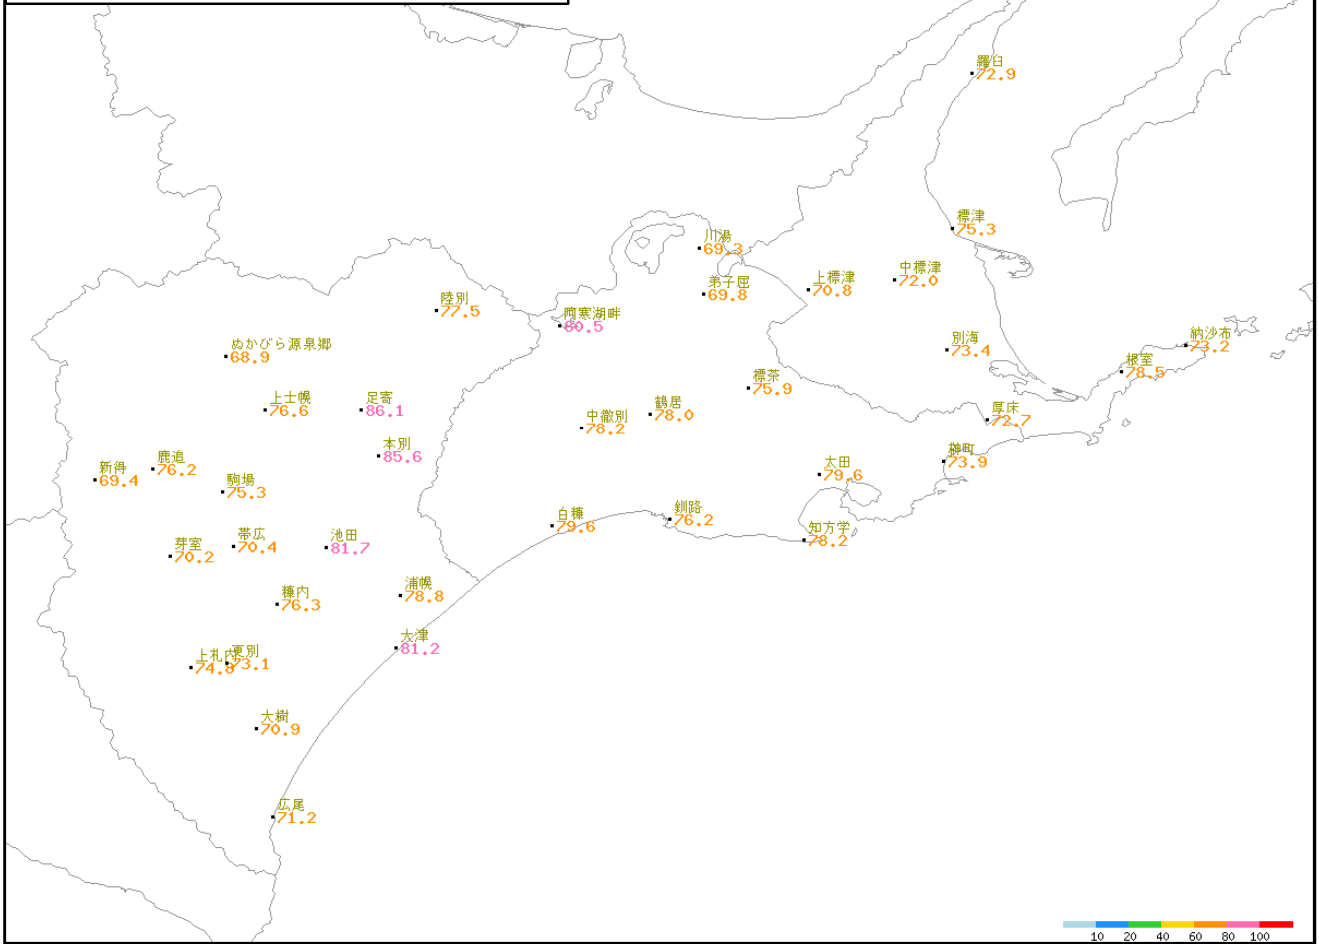 羅臼
72.9
標津
75.3
川湯
69.3
中標津
72.0
上標津
70.8
弟子屈
69.8
陸別
77.5
阿寒湖畔
80.5
納沙布
73.2
別海
73.4
ぬかびら源泉郷
68.9
根室
78.5
標茶
75.9
上士幌
76.6
足寄
86.1
鶴居
78.0
中徹別
78.2
厚床
72.7
本別
85.6
榊町
73.9
鹿追
76.2
新得
69.4
太田
79.6
駒場
75.3
釧路
76.2
白糠
79.6
知方学
78.2
帯広
70.4
池田
81.7
芽室
70.2
浦幌
78.8
糠内
76.3
大津
81.2
更別
73.1
上札内
74.8
大樹
70.9
広尾
71.2
10 20 40 60 80 100